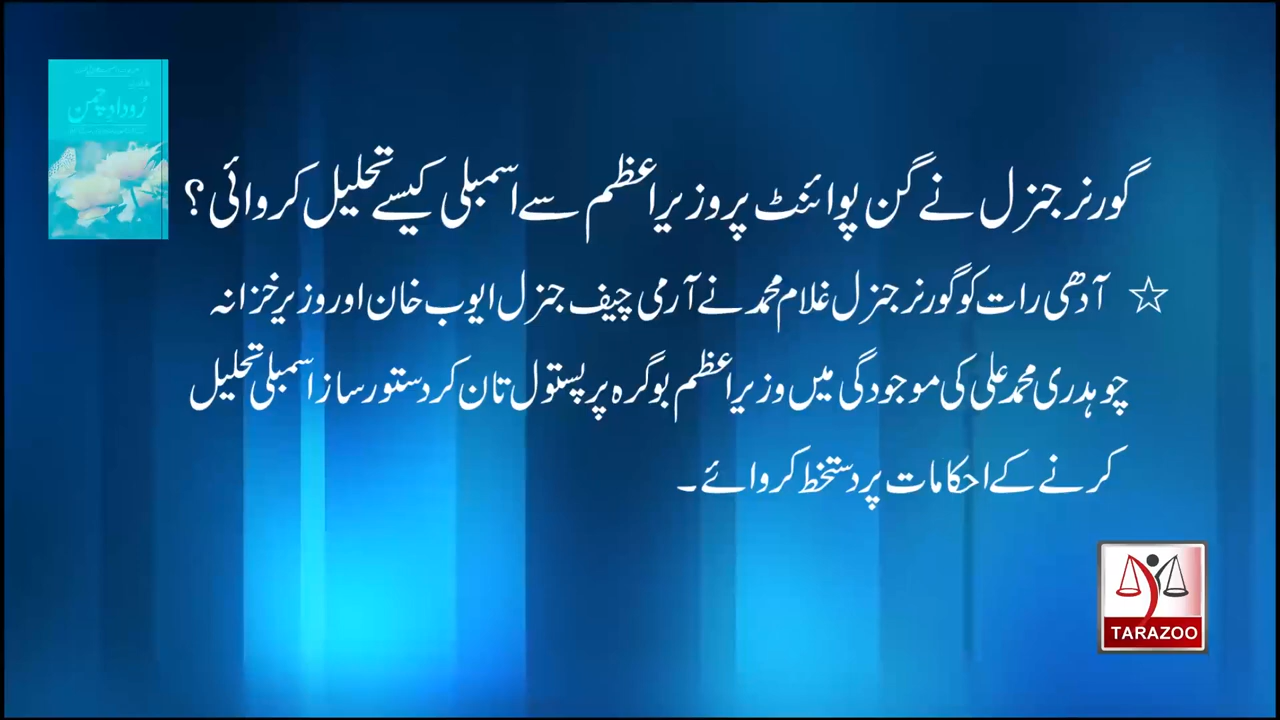 رُودادِ چمن
گورنر جنرل نے گن پوائنٹ پر وزیراعظم سے اسمبلی کیسے تحلیل کروائی؟
☆ آدھی رات کو گورنر جنرل غلام محمد نے آرمی چیف جنرل ایوب خان اور وزیر خزانہ
چوہدری محمد علی کی موجودگی میں وزیراعظم بوگرہ پر پستول تان کر دستور ساز اسمبلی تحلیل
کرنے کے احکامات پر دستخط کروائے۔
TARAZOO